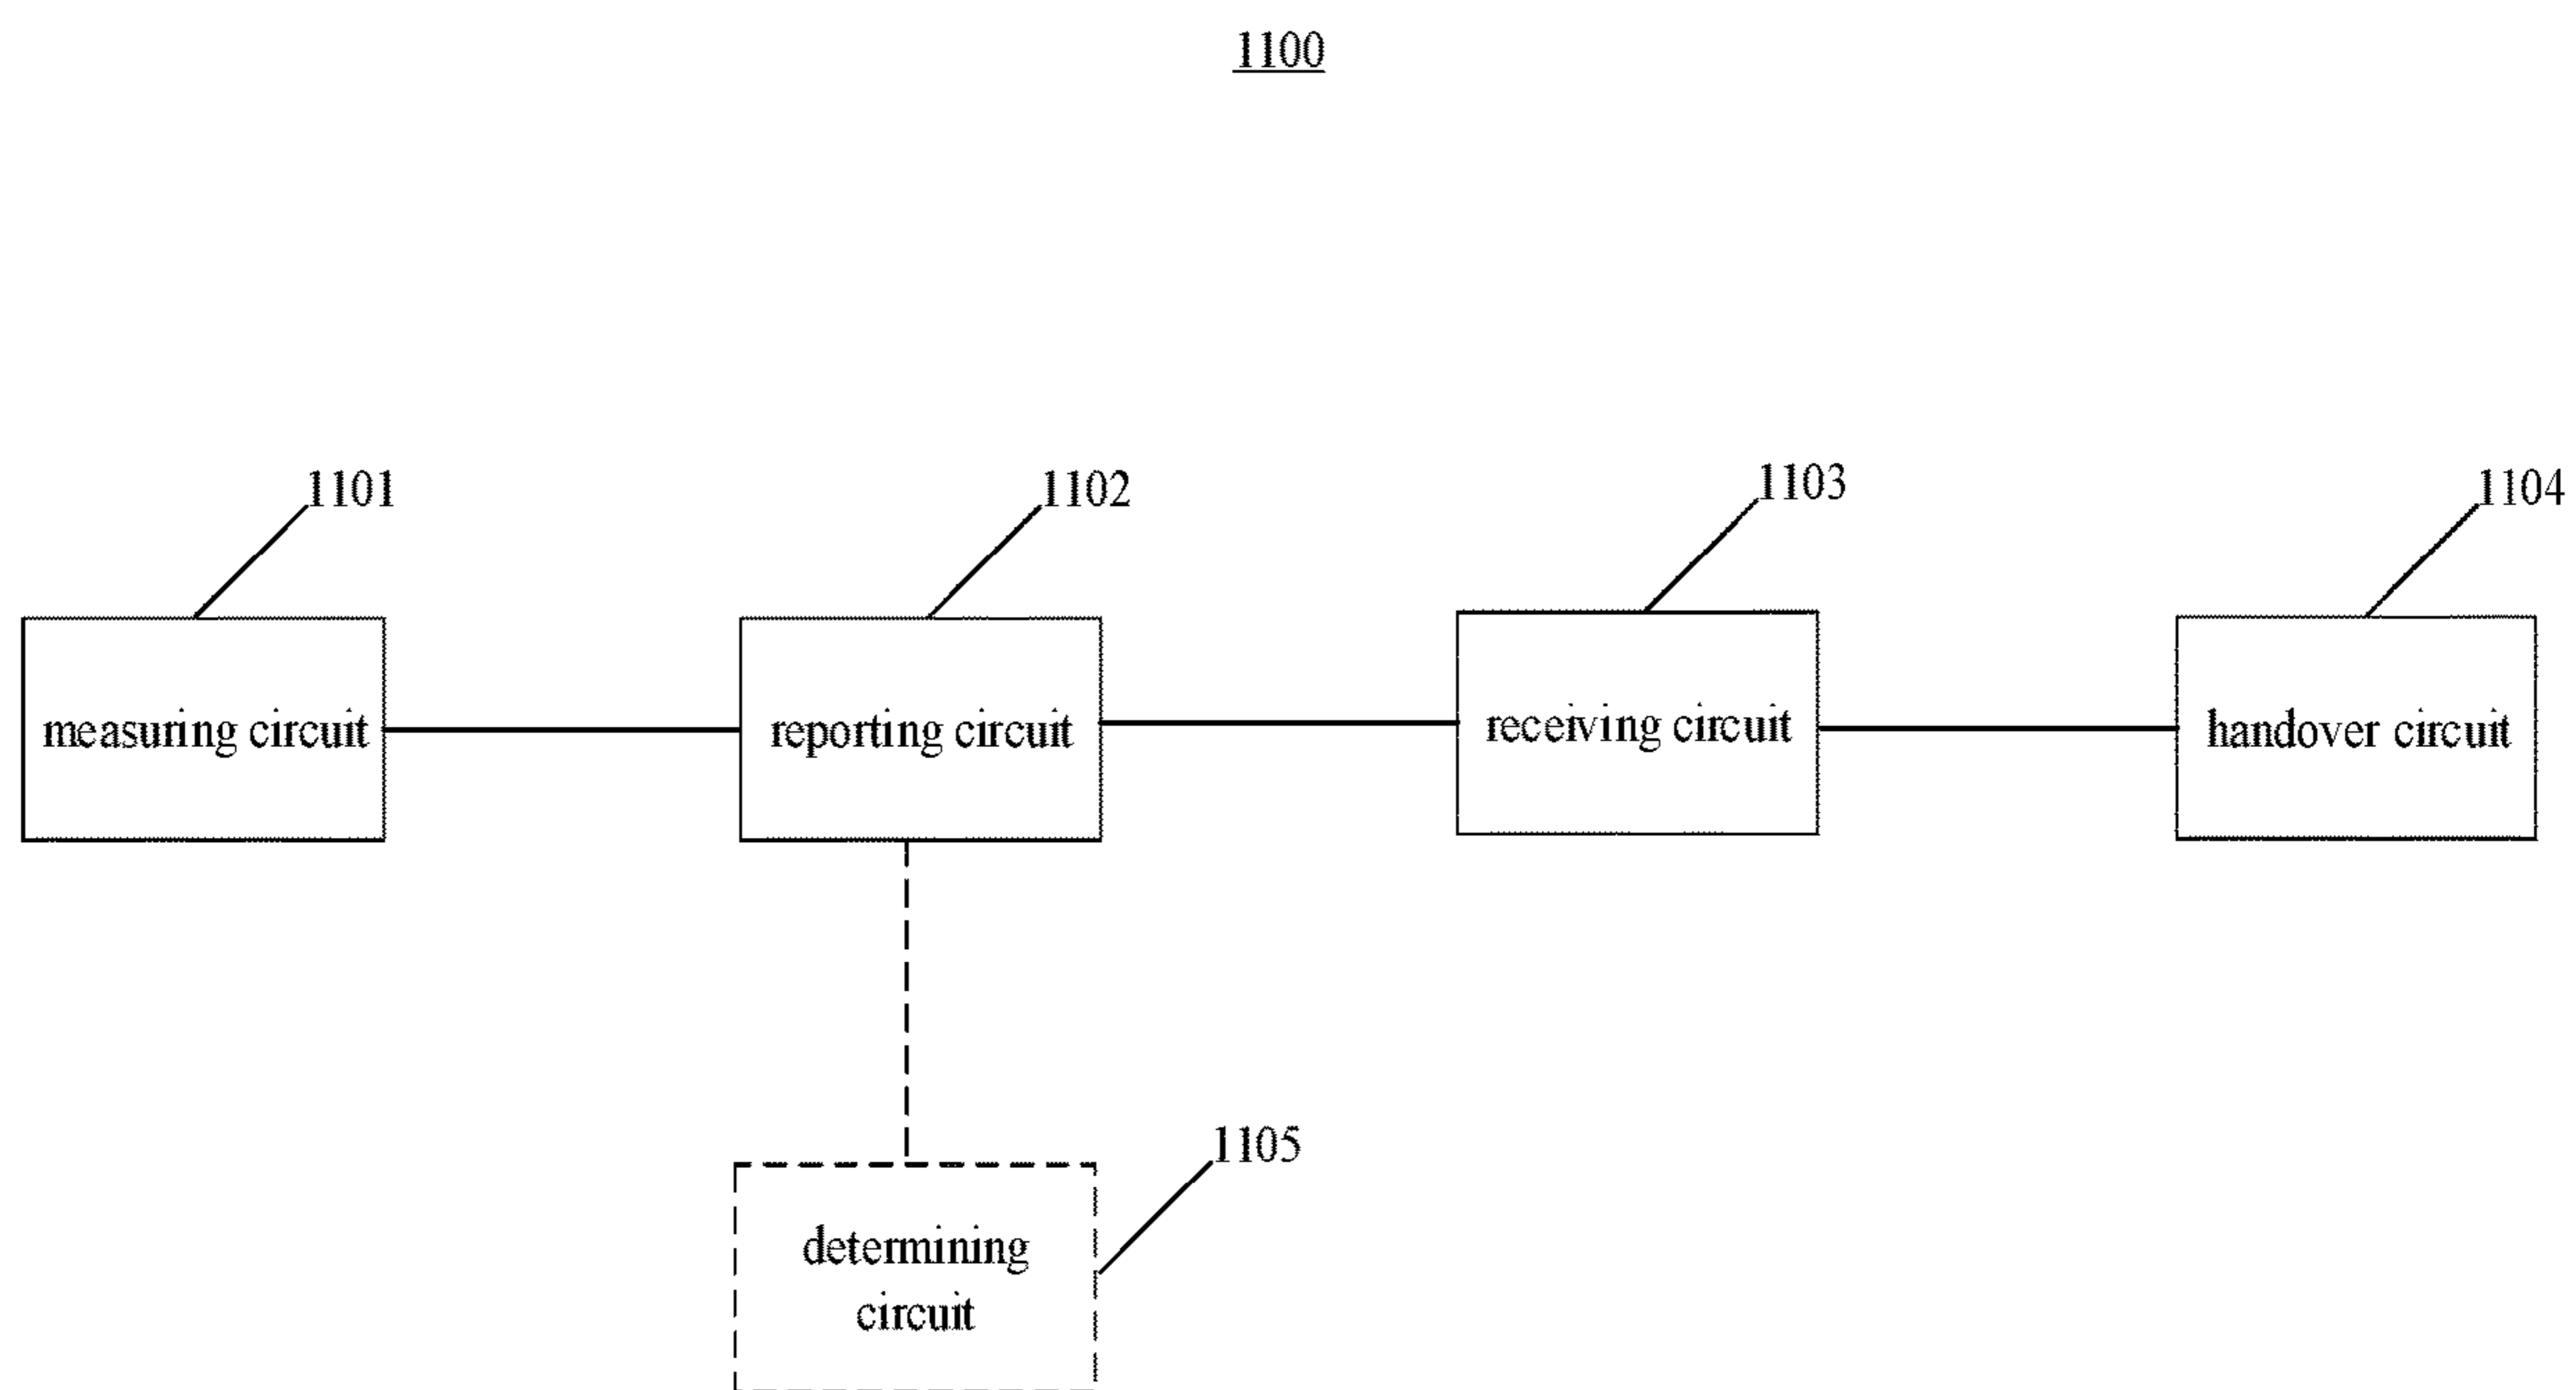 1100
1101
1102
1103
1104
measuring circuit
reporting circuit
receiving circuit
handover circuit
1105
determining
circuit